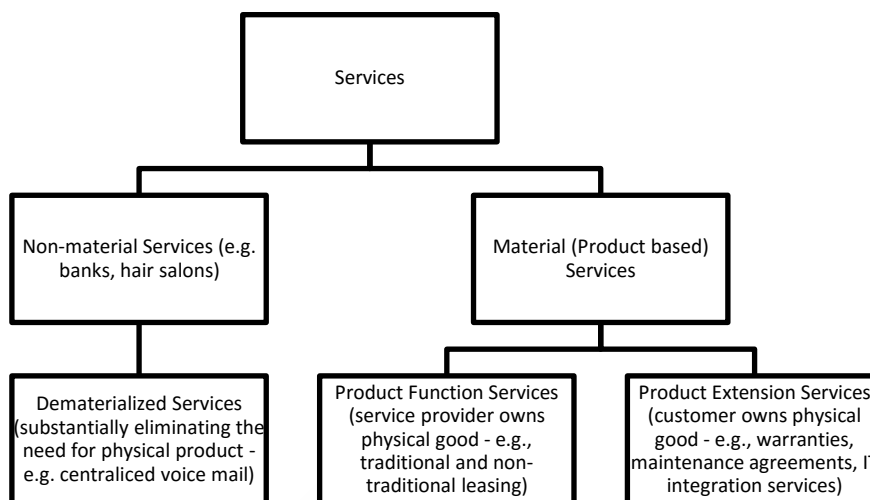 Services
Non-material Services (e.g.
banks, hair salons)
Material (Product based)
Services
Dematerialized Services
(substantially eliminating the
need for physical product -
e.g. centraliced voice mail)
Product Function Services
(service provider owns
physical good - e.g.,
traditional and non-
traditional leasing)
Product Extension Services
(customer owns physical
good - e.g., warranties,
maintenance agreements, IT
integration services)